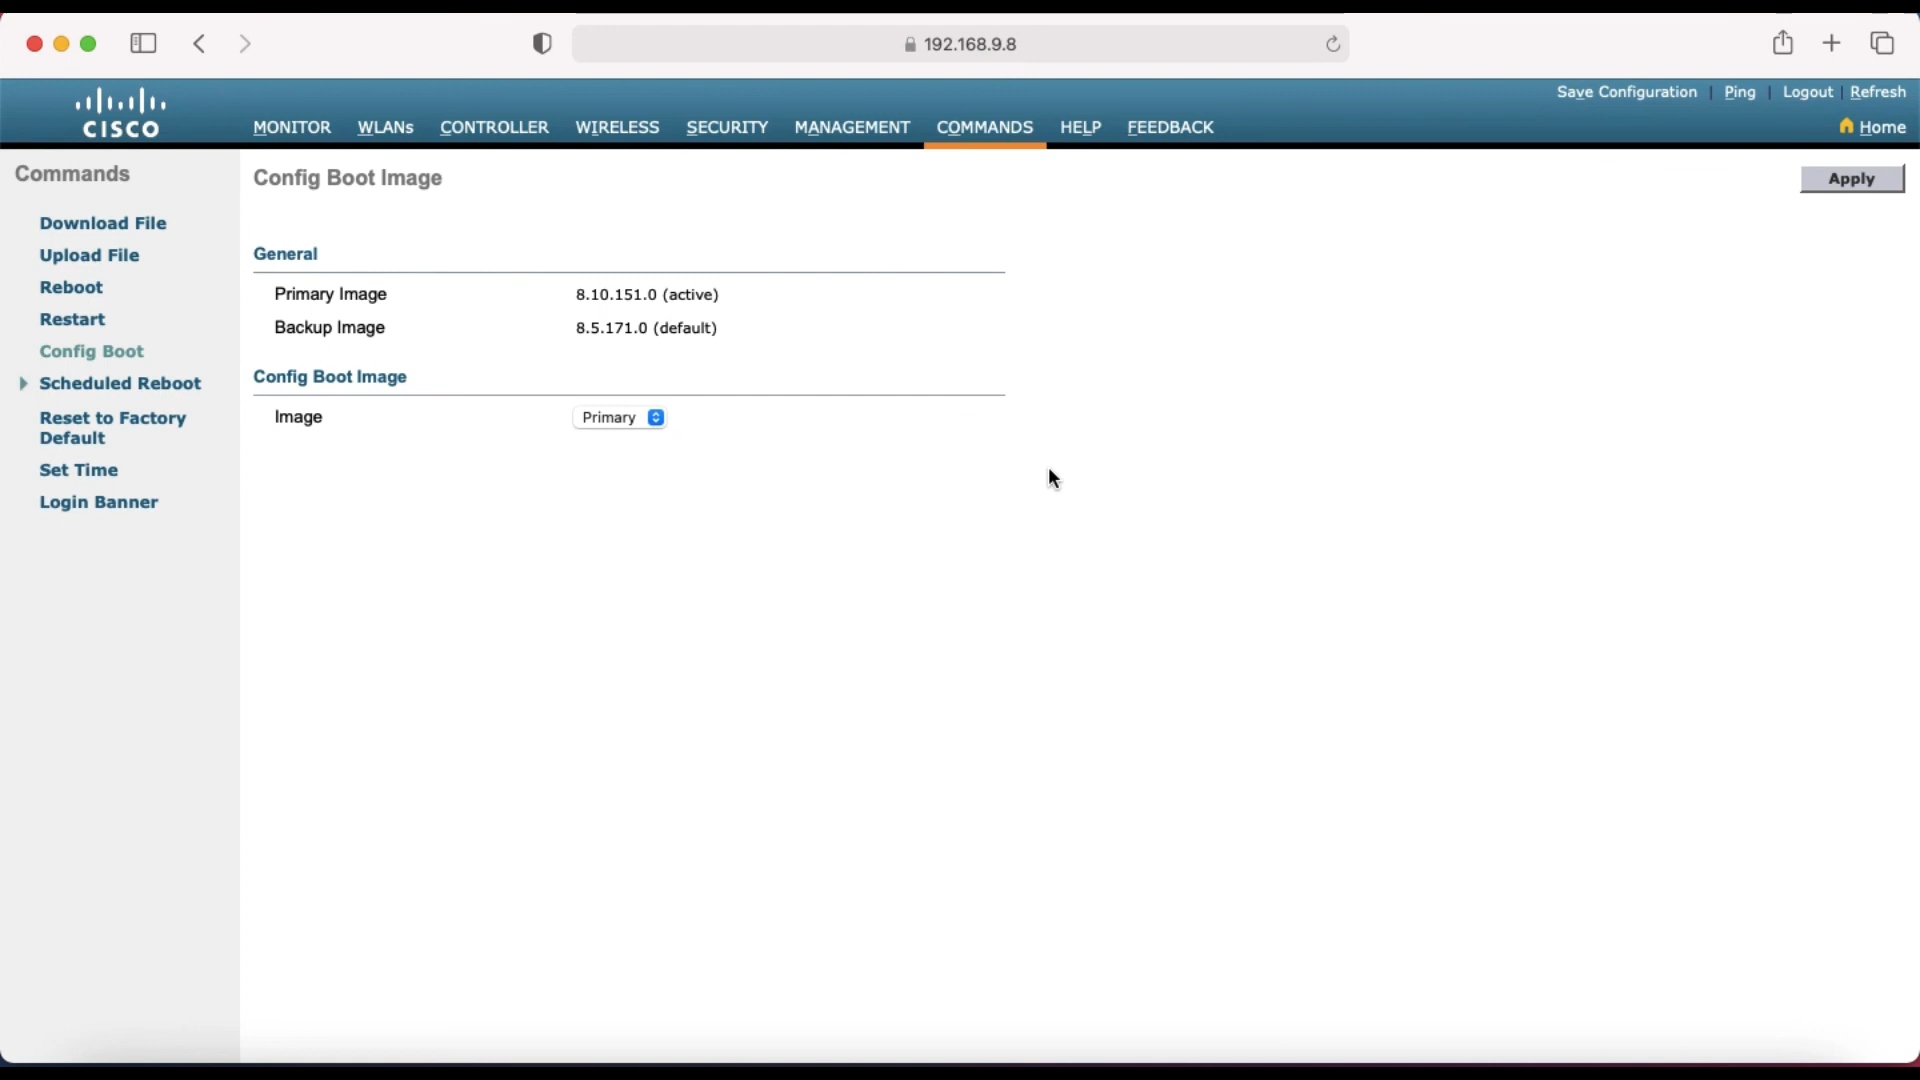 192.168.9.8
Save Configuration | Ping | Logout | Refresh
CISCO
MONITOR WLANs CONTROLLER WIRELESS SECURITY MANAGEMENT COMMANDS HELP FEEDBACK
Home
Commands
Download File
Upload File
Reboot
Restart
Config Boot
Scheduled Reboot
Reset to Factory
Default
Set Time
Login Banner
Config Boot Image
Apply
General
Primary Image 8.10.151.0 (active)
Backup Image 8.5.171.0 (default)
Config Boot Image
Image Primary